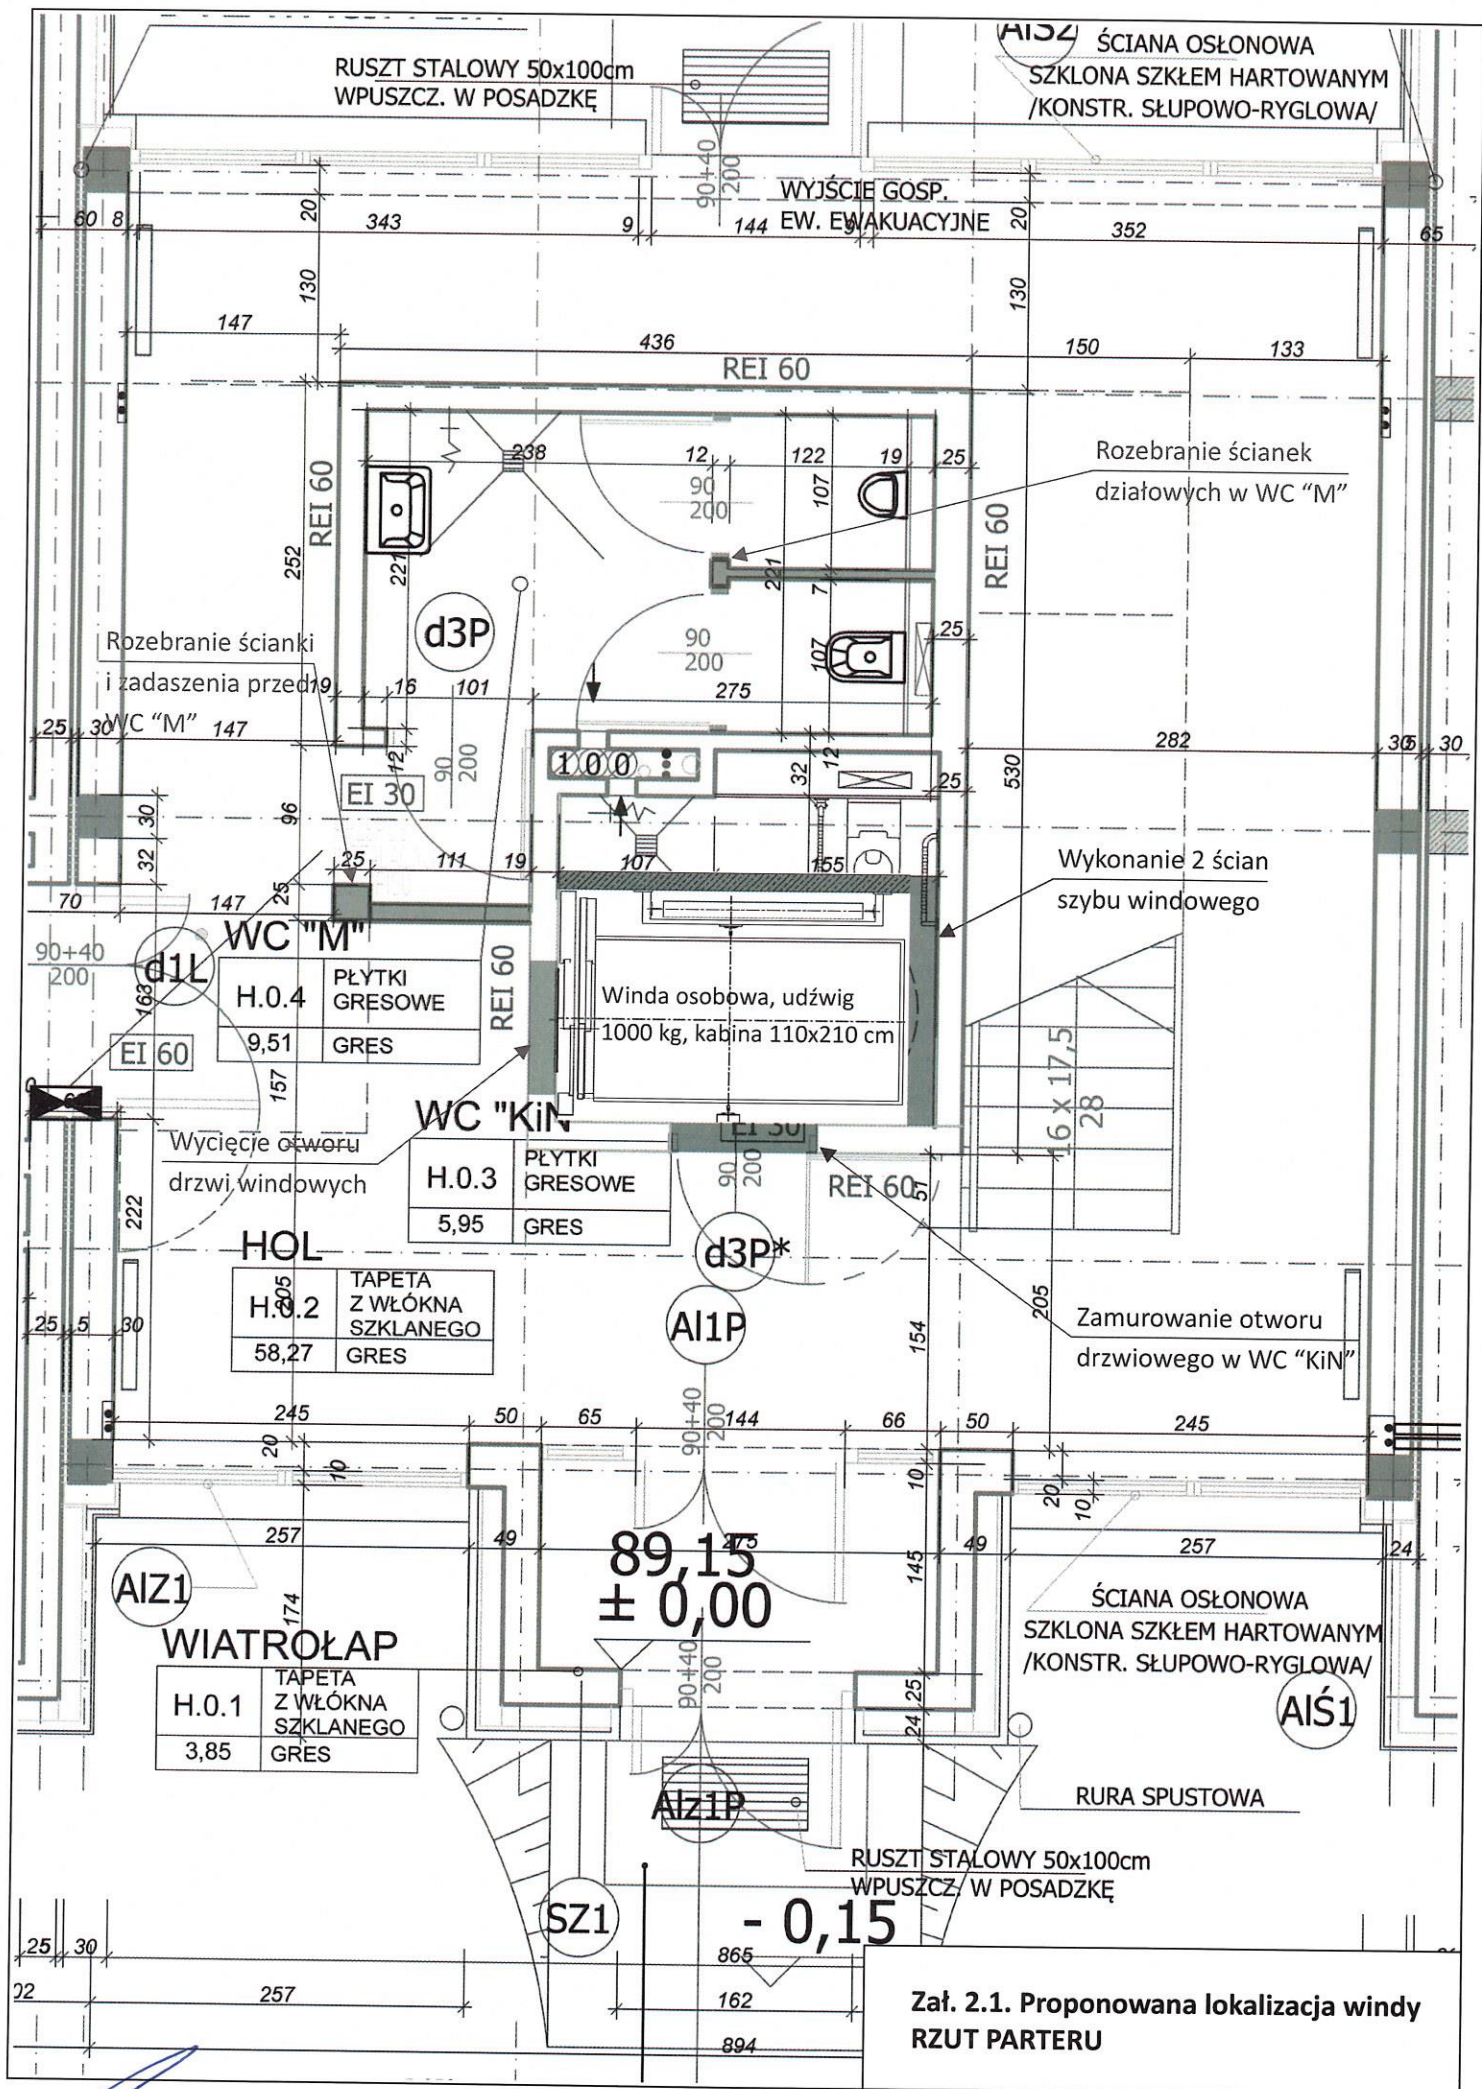 AlS2
ŚCIANA OSŁONOWA
SZKLONA SZKŁEM HARTOWANYM
/KONSTR. SŁUPOWO-RYGLOWA/
RUSZT STALOWY 50x100cm
WPUSZCZ. W POSADZKĘ
90+40
200
WYJŚCIE GOSP.
EW. EWAKUACYJNE
60 8
20
343
9
144
9
20
352
65
130
130
147
436
150
133
REI 60
238
12
122
19
25
90
200
107
Rozebranie ścianek
działowych w WC "M"
REI 60
REI 60
252
221
221
7
d3P
90
200
107
25
Rozebranie ścianki
i zadaszenia przed
WC "M"
19
16
101
275
25
30
147
12
90
200
282
30
5
30
EI 30
100
32
12
25
530
96
30
32
25
111
19
107
155
Wykonanie 2 ścian
szybu windowego
70
147
25
WC "M"
90+40
200
d1L
H.0.4
PŁYTKI
GRESOWE
9,51
GRES
REI 60
163
EI 60
Winda osobowa, udźwig
1000 kg, kabina 110x210 cm
16 x 17,5
28
157
WC "KiN
EI 30
Wycięcie otworu
drzwi windowych
H.0.3
PŁYTKI
GRESOWE
5,95
GRES
90
200
REI 60
51
222
HOL
d3P*
H.0.2
TAPETA
Z WŁÓKNA
SZKLANEGO
58,27
GRES
205
205
25
5
30
Al1P
154
Zamurowanie otworu
drzwiowego w WC "KiN"
245
50
65
90+40
200
144
66
50
245
20
10
10
20
10
257
49
275
49
257
24
89,15
± 0,00
145
AlZ1
174
ŚCIANA OSŁONOWA
SZKLONA SZKŁEM HARTOWANYM
/KONSTR. SŁUPOWO-RYGLOWA/
WIATROŁAP
H.0.1
TAPETA
Z WŁÓKNA
SZKLANEGO
3,85
GRES
90+40
200
25
24
AlŚ1
Alz1P
RURA SPUSTOWA
RUSZT STALOWY 50x100cm
WPUSZCZ. W POSADZKĘ
SZ1
- 0,15
25
30
865
257
162
894
Zał. 2.1. Proponowana lokalizacja windy
RZUT PARTERU